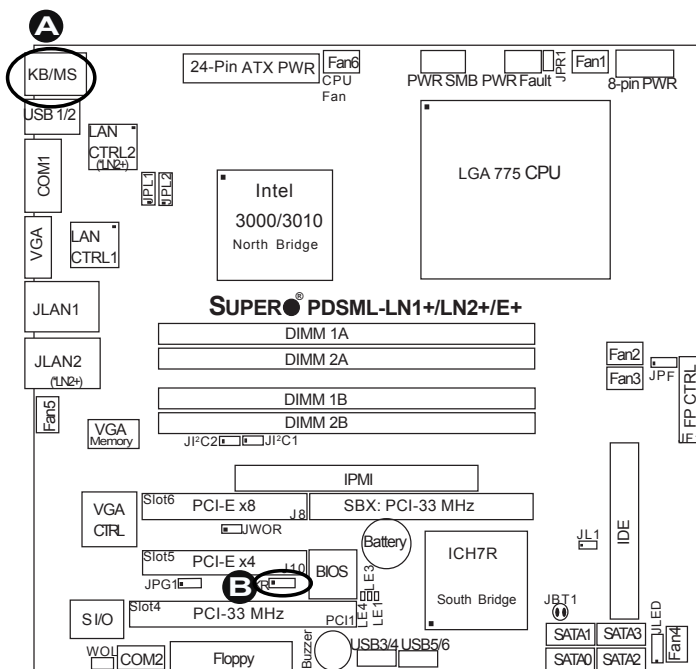 A
KB/MS
24-Pin ATX PWR
Fan6
CPU
Fan
PWR SMB
PWR Fault
JPR1
Fan1
8-pin PWR
USB 1/2
LAN
CTRL2
(*LN2+)
JPL1
JPL2
COM1
Intel
3000/3010
North Bridge
LGA 775 CPU
VGA
LAN
CTRL1
JLAN1
SUPER® PDSML-LN1+/LN2+/E+
DIMM 1A
DIMM 2A
JLAN2
(*LN2+)
Fan2
Fan3
JPF
FP CTRL
Fan5
DIMM 1B
DIMM 2B
VGA
Memory
JI²C2
JI²C1
IPMI
IDE
VGA
CTRL
Slot6
PCI-E x8
J8
SBX: PCI-33 MHz
JWOR
Battery
ICH7R
South Bridge
JL1
Slot5
PCI-E x4
J10
BIOS
JPG1
B
LE3
LE4
LE1
Slot4
PCI-33 MHz
PCI1
JBT1
S I/O
JLED
SATA1
SATA3
Fan4
WOL
COM2
Floppy
Buzzer
USB3/4
USB5/6
SATA0
SATA2